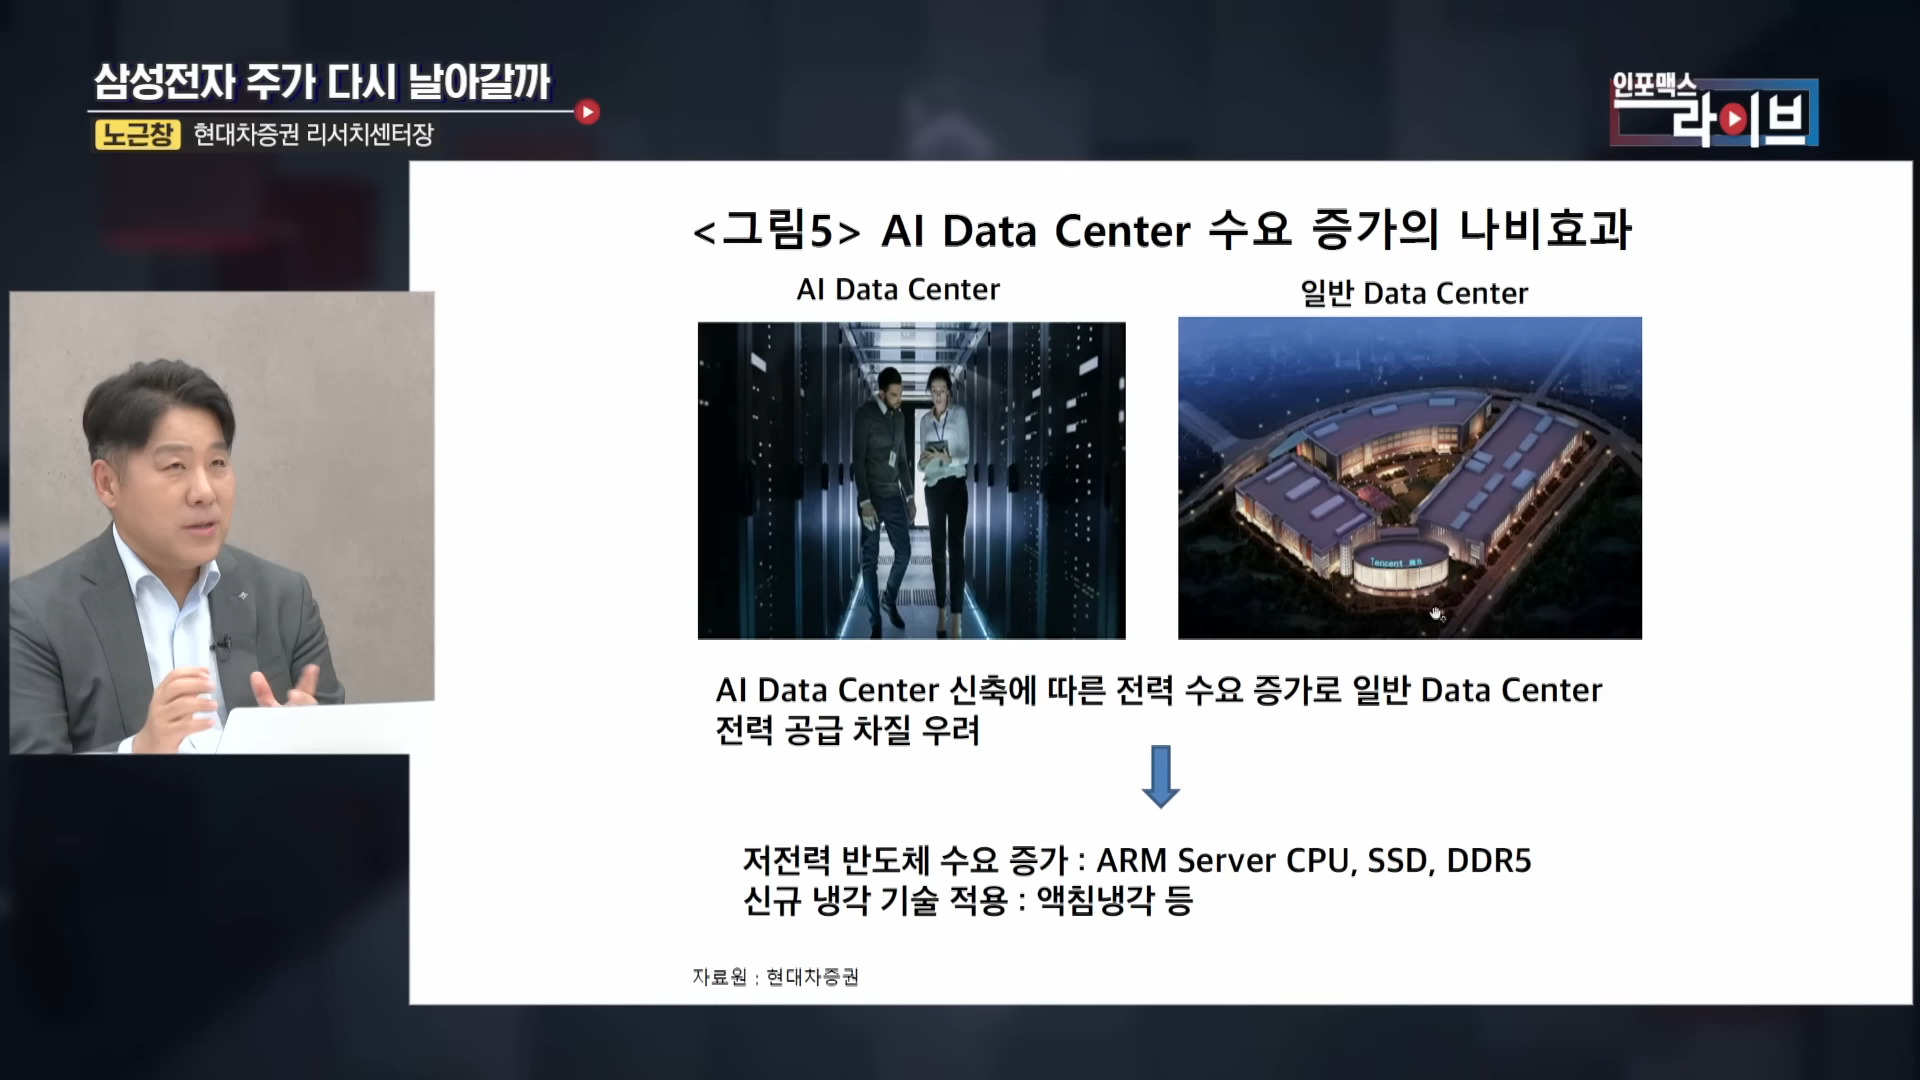 삼성전자 주가 다시 날아갈까
노근창 현대차증권 리서치센터장
인포맥스
라이브
<그림5> AI Data Center 수요 증가의 나비효과
AI Data Center
일반 Data Center
Tencent
AI Data Center 신축에 따른 전력 수요 증가로 일반 Data Center
전력 공급 차질 우려
저전력 반도체 수요 증가 : ARM Server CPU, SSD, DDR5
신규 냉각 기술 적용 : 액침냉각 등
자료원 : 현대차증권